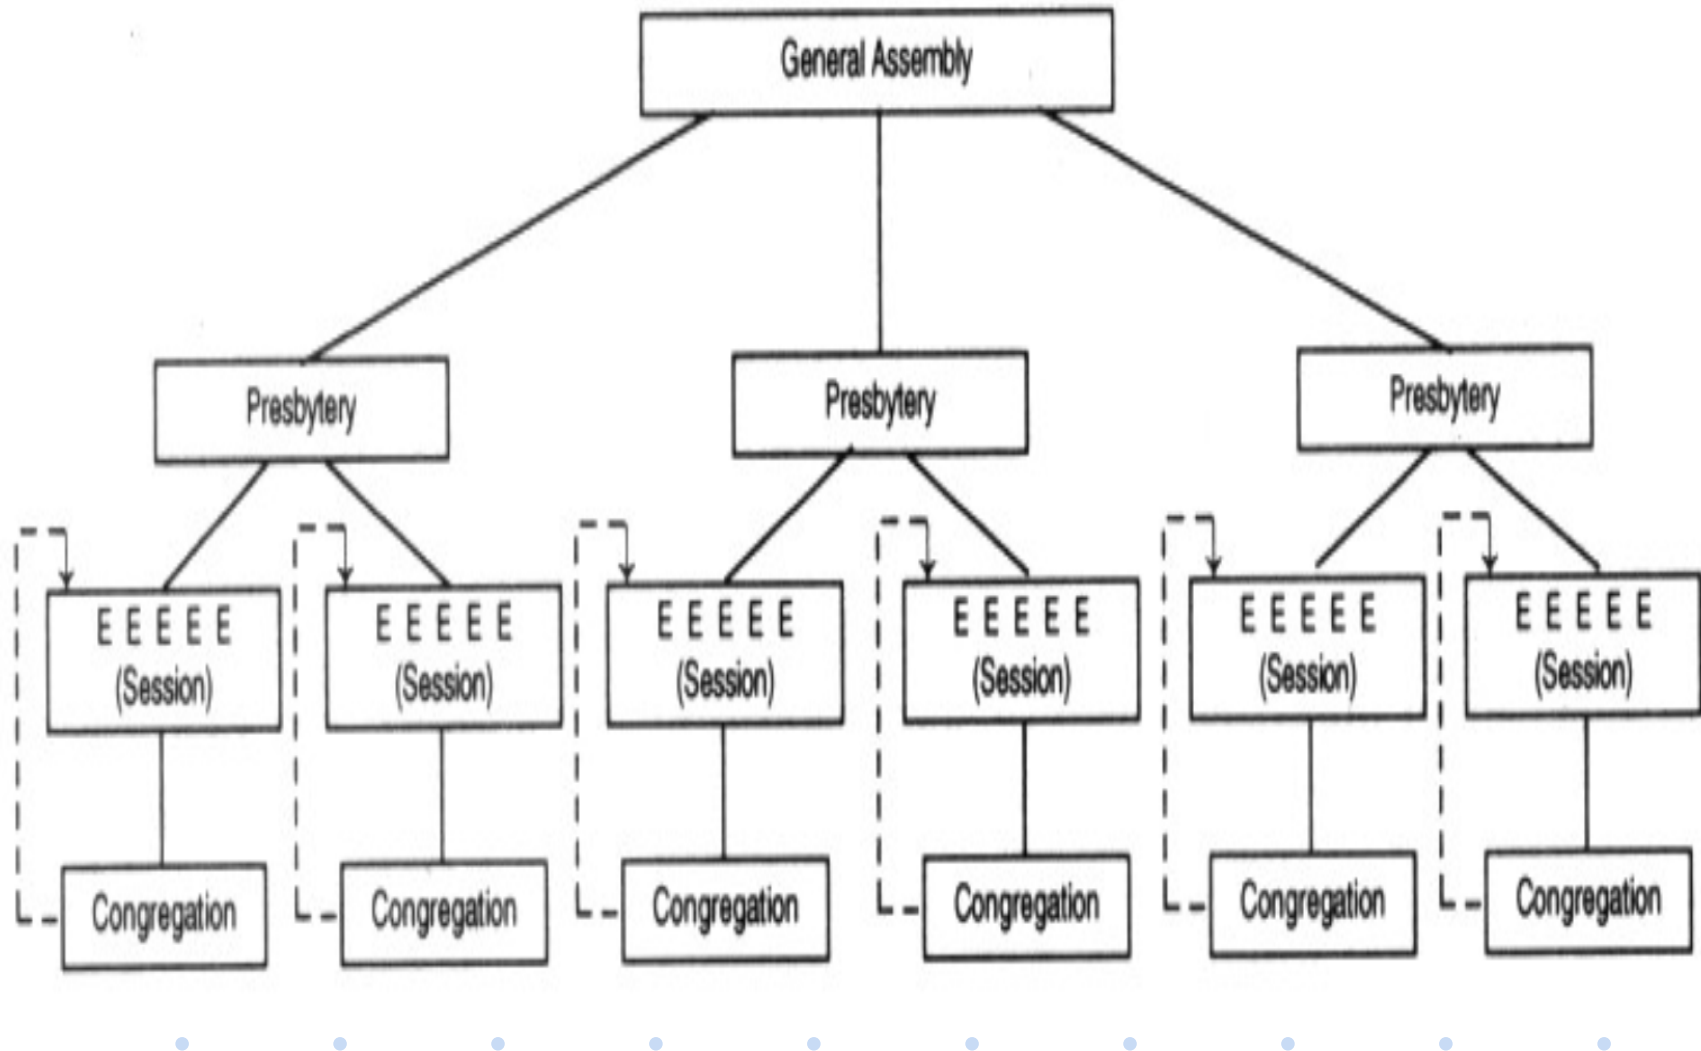 General Assembly
Presbytery
Presbytery
Presbytery
E E E E E
(Session)
E E E E E
(Session)
E E E E E
(Session)
E E E E E
(Session)
E E E E E
(Session)
E E E E E
(Session)
Congregation
Congregation
Congregation
Congregation
Congregation
Congregation